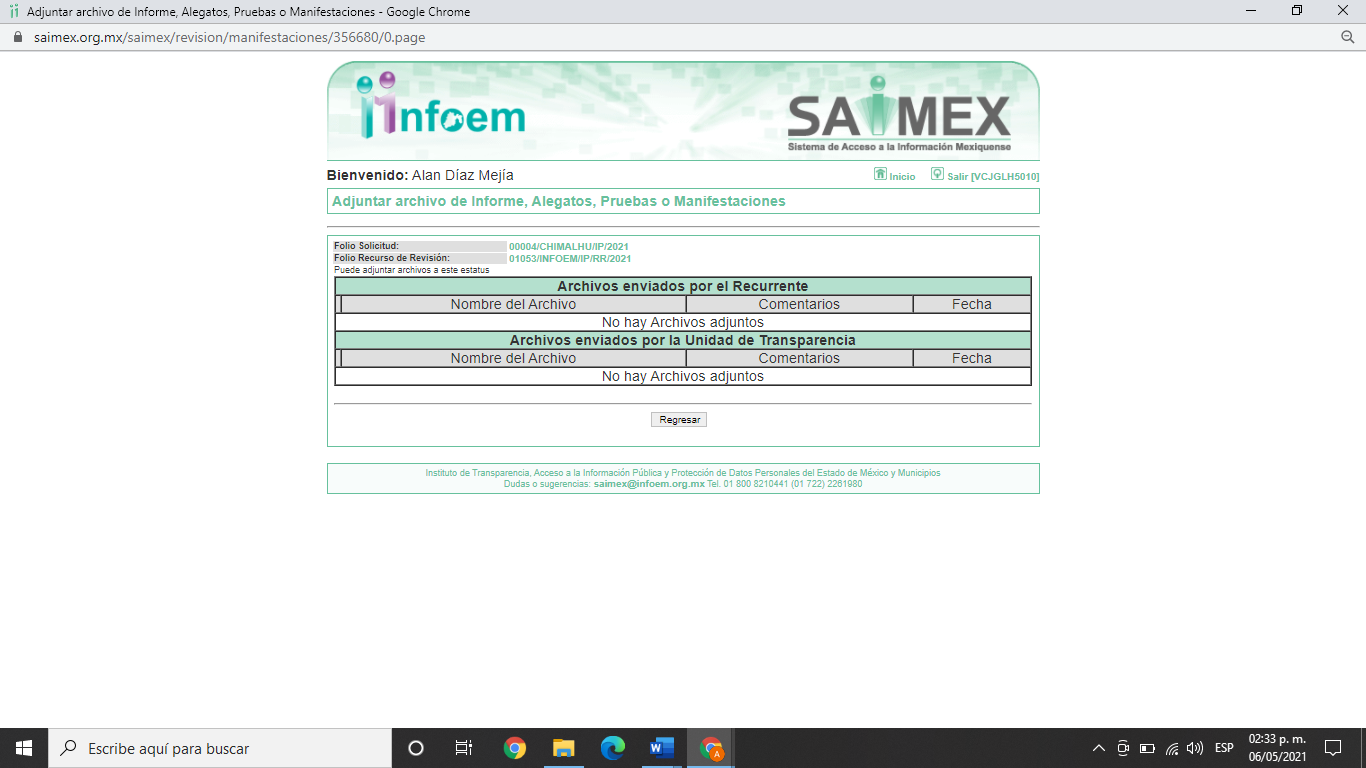 Adjuntar archivo de Informe, Alegatos, Pruebas o Manifestaciones - Google Chrome
saimex.org.mx/saimex/revision/manifestaciones/356680/0.page
infoem
SAIMEX
Sistema de Acceso a la Información Mexiquense
Bienvenido: Alan Díaz Mejía
Inicio Salir [VCJGLH5010]
Adjuntar archivo de Informe, Alegatos, Pruebas o Manifestaciones
Folio Solicitud: 00004/CHIMALHU/IP/2021
Folio Recurso de Revisión: 01053/INFOEM/IP/RR/2021
Puede adjuntar archivos a este estatus
Archivos enviados por el Recurrente
Nombre del Archivo Comentarios Fecha
No hay Archivos adjuntos
Archivos enviados por la Unidad de Transparencia
Nombre del Archivo Comentarios Fecha
No hay Archivos adjuntos
Regresar
Instituto de Transparencia, Acceso a la Información Pública y Protección de Datos Personales del Estado de México y Municipios
Dudas o sugerencias: saimex@infoem.org.mx Tel. 01 800 8210441 (01 722) 2261980
Escribe aquí para buscar
ESP
02:33 p. m.
06/05/2021